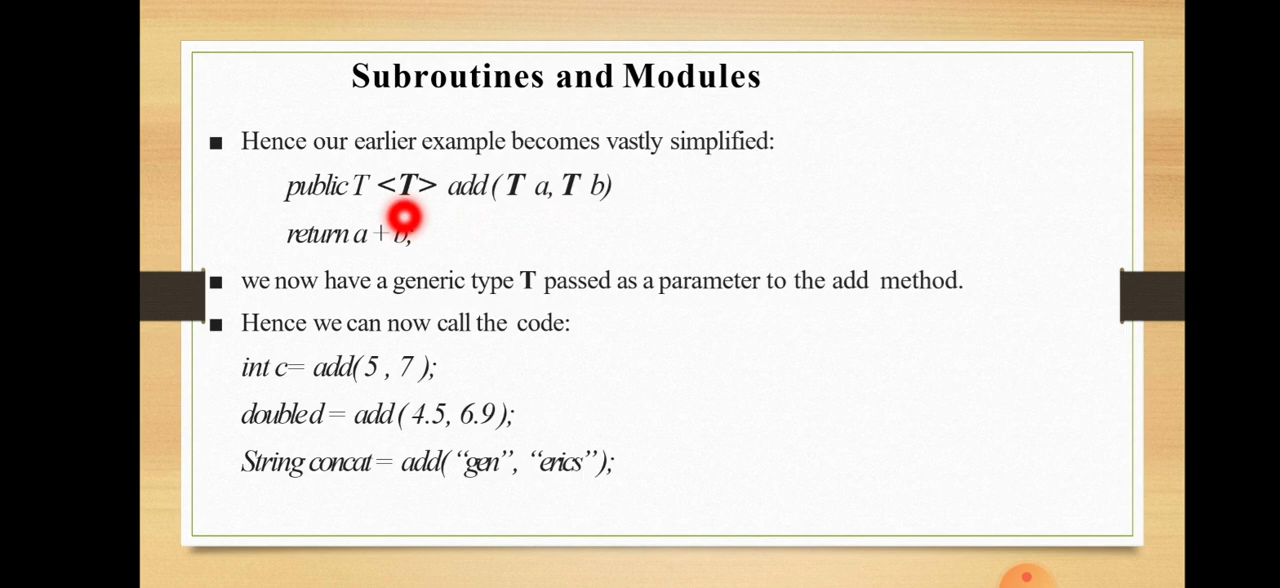 Subroutines and Modules
Hence our earlier example becomes vastly simplified:
public T <T> add ( T a, T b)
return a + b;
we now have a generic type T passed as a parameter to the add method.
Hence we can now call the code:
int c= add( 5 , 7 );
double d = add ( 4.5, 6.9 );
String concat = add( “gen”, “erics” );